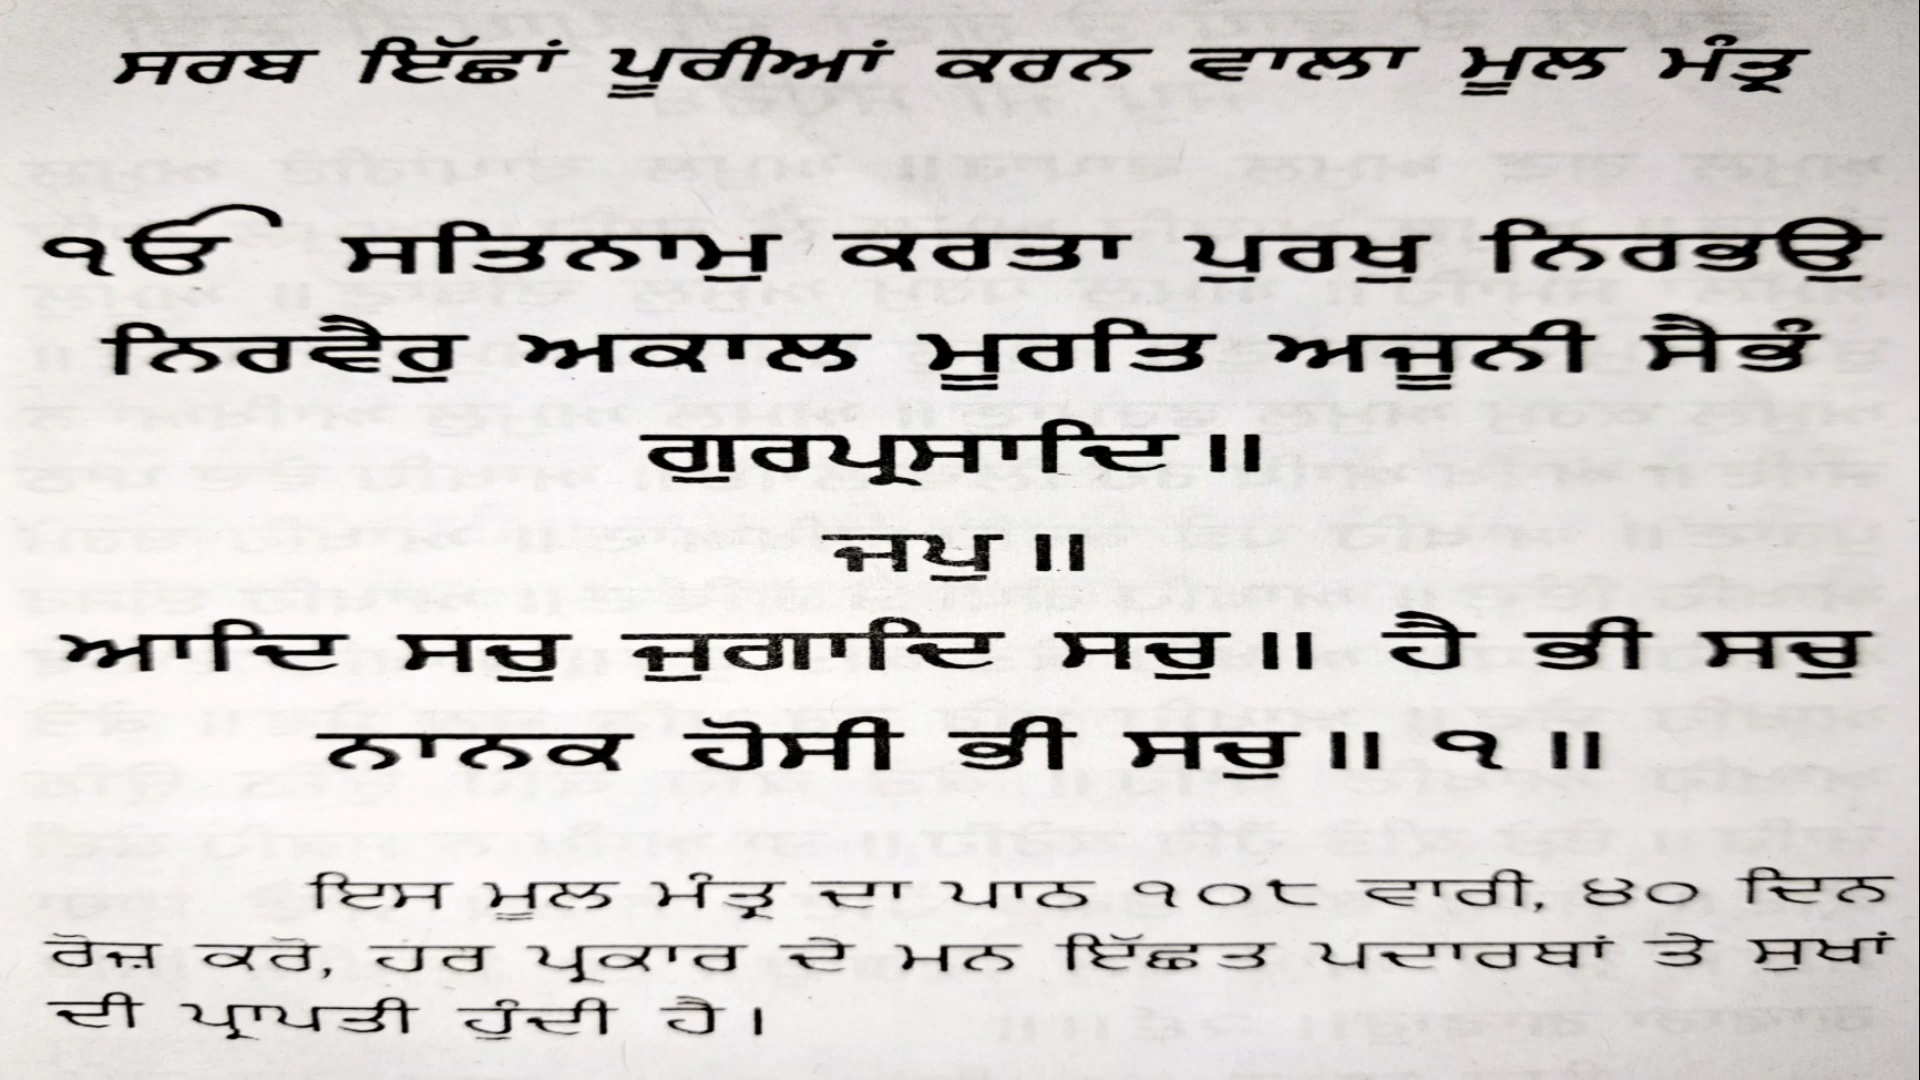 ਸਰਬ ਇੱਛਾਂ ਪੂਰੀਆਂ ਕਰਨ ਵਾਲਾ ਮੂਲ ਮੰਤ੍ਰ
ੴ ਸਤਿਨਾਮੁ ਕਰਤਾ ਪੁਰਖੁ ਨਿਰਭਉ
ਨਿਰਵੈਰੁ ਅਕਾਲ ਮੂਰਤਿ ਅਜੂਨੀ ਸੈਭੰ
ਗੁਰਪ੍ਰਸਾਦਿ॥
ਜਪੁ॥
ਆਦਿ ਸਚੁ ਜੁਗਾਦਿ ਸਚੁ॥ ਹੈ ਭੀ ਸਚੁ
ਨਾਨਕ ਹੋਸੀ ਭੀ ਸਚੁ॥ ੧॥
ਇਸ ਮੂਲ ਮੰਤ੍ਰ ਦਾ ਪਾਠ ੧੦੮ ਵਾਰੀ, ੪੦ ਦਿਨ
ਰੋਜ਼ ਕਰੋ, ਹਰ ਪ੍ਰਕਾਰ ਦੇ ਮਨ ਇੱਛਤ ਪਦਾਰਥਾਂ ਤੇ ਸੁਖਾਂ
ਦੀ ਪ੍ਰਾਪਤੀ ਹੁੰਦੀ ਹੈ।